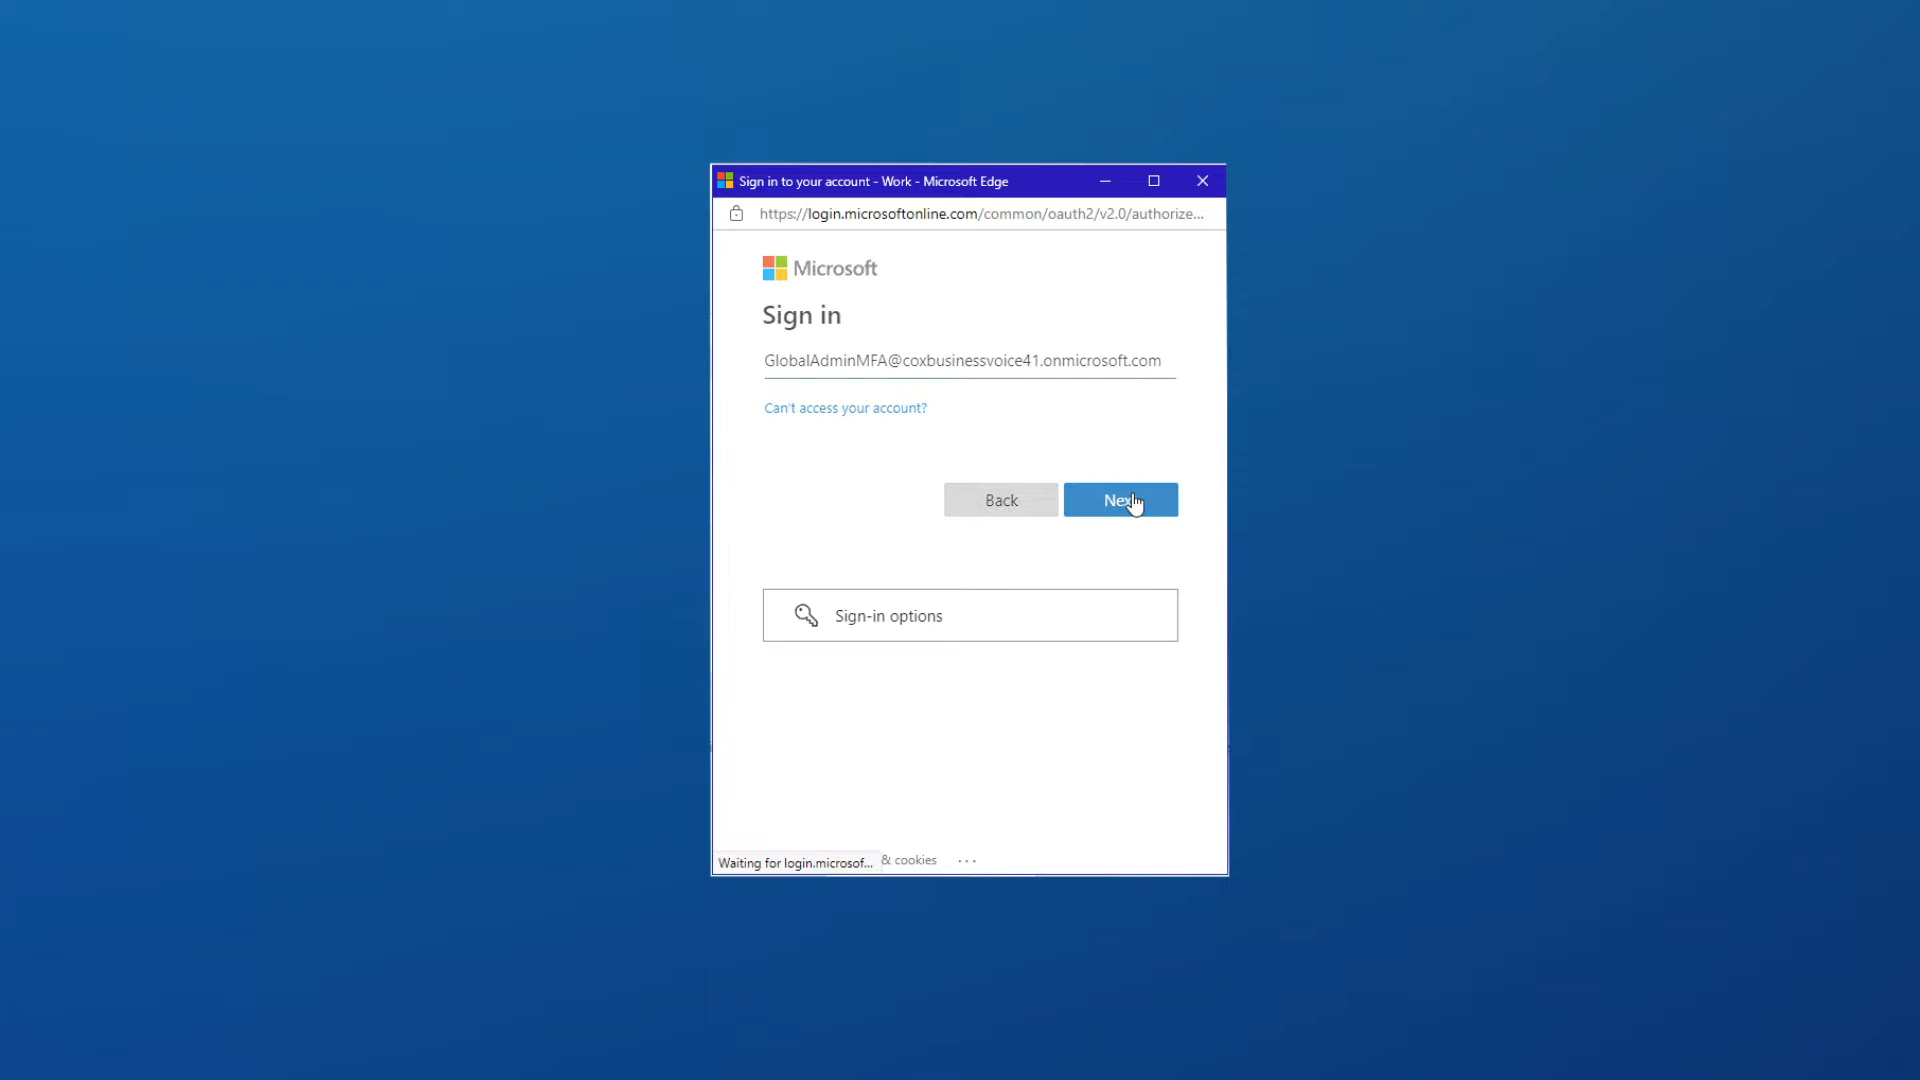 Sign in to your account - Work - Microsoft Edge
https://login.microsoftonline.com/common/oauth2/v2.0/authorize...
Microsoft
Sign in
GlobalAdminMFA@coxbusinessvoice41.onmicrosoft.com
Can't access your account?
Back
Sign-in options
Waiting for login.microsof... & cookies ...